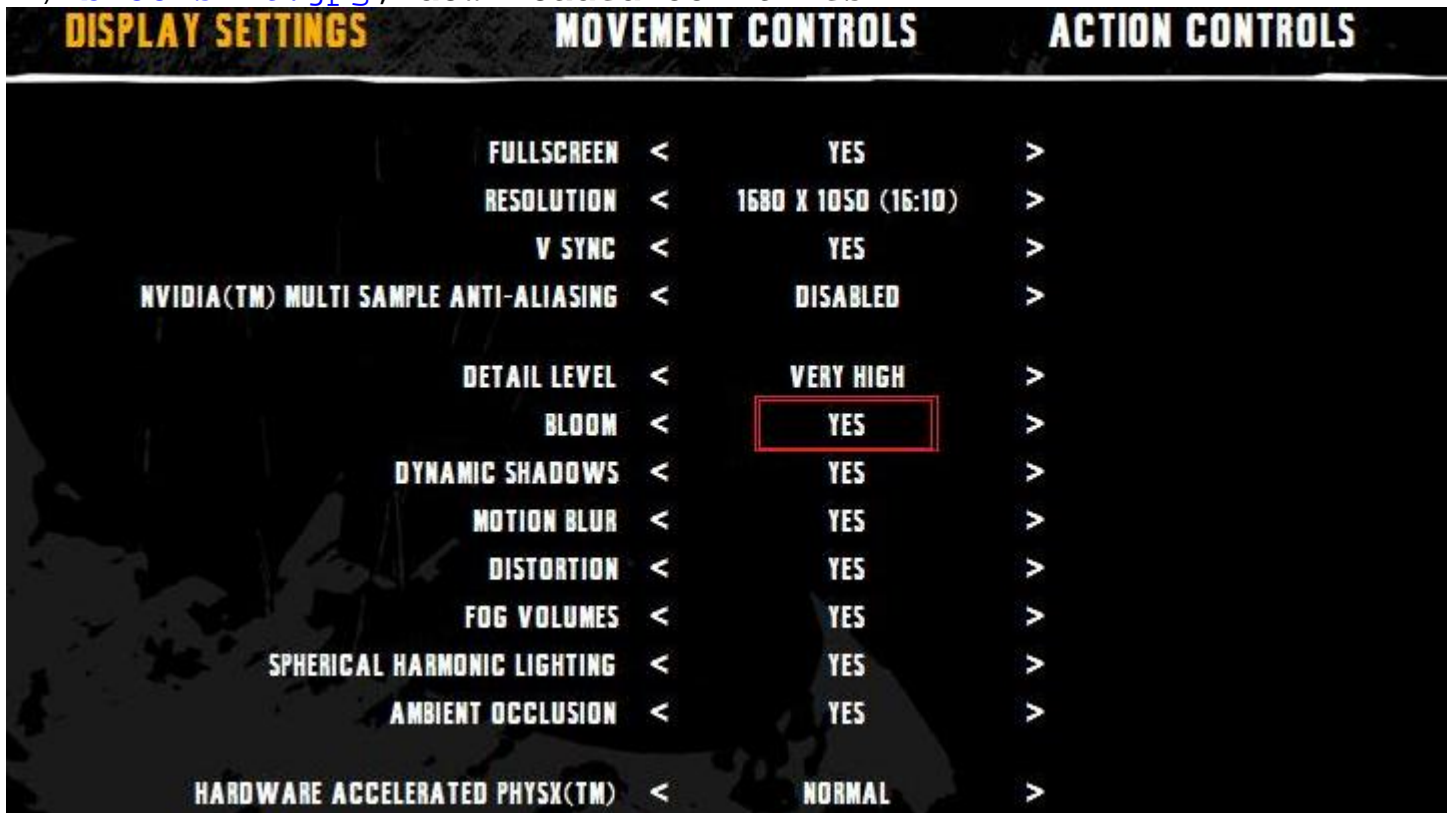 DISPLAY SETTINGS MOVEMENT CONTROLS ACTION CONTROLS
FULLSCREEN < YES >
RESOLUTION < 1680 X 1050 (16:10) >
V SYNC < YES >
NVIDIA(TM) MULTI SAMPLE ANTI-ALIASING < DISABLED >
DETAIL LEVEL < VERY HIGH >
BLOOM < YES >
DYNAMIC SHADOWS < YES >
MOTION BLUR < YES >
DISTORTION < YES >
FOG VOLUMES < YES >
SPHERICAL HARMONIC LIGHTING < YES >
AMBIENT OCCLUSION < YES >
HARDWARE ACCELERATED PHYSX(TM) < NORMAL >